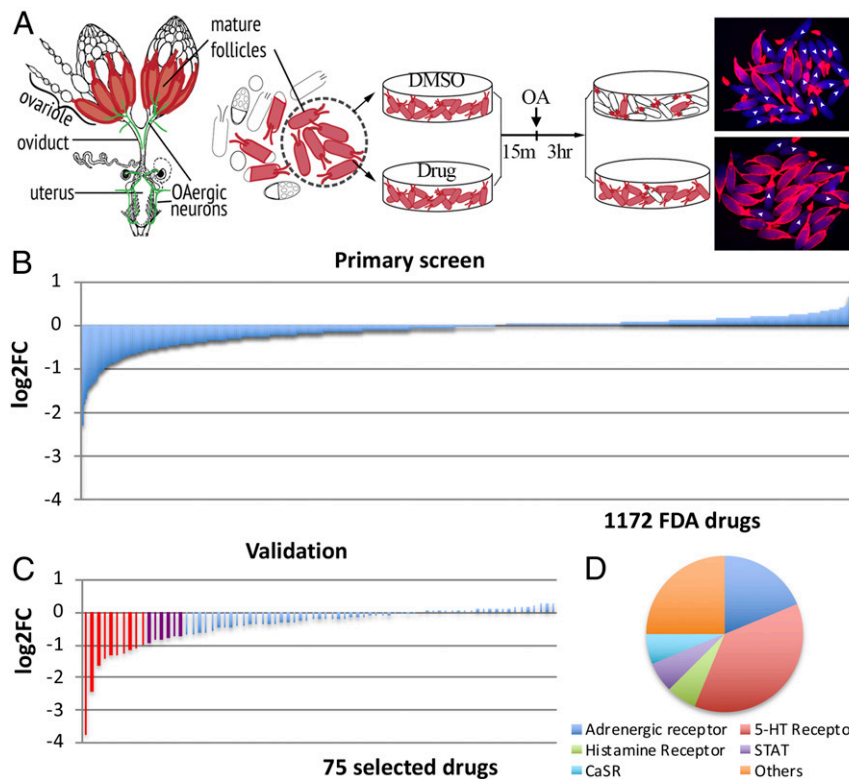 A
mature
follicles
ovariole
oviduct
uterus
OAergic
neurons
DMSO
Drug
OA
15m
3hr
B
Primary screen
log2FC
1
0
-1
-2
-3
-4
1172 FDA drugs
C
Validation
log2FC
1
0
-1
-2
-3
-4
75 selected drugs
D
Adrenergic receptor
5-HT Recepto
Histamine Receptor
STAT
CaSR
Others